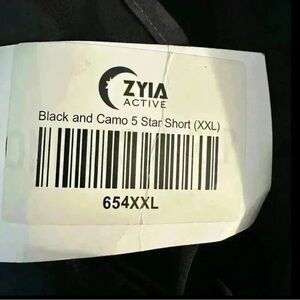 ZYIA
ACTIVE
Black and Camo 5 Star Short (XXL)
654XXL